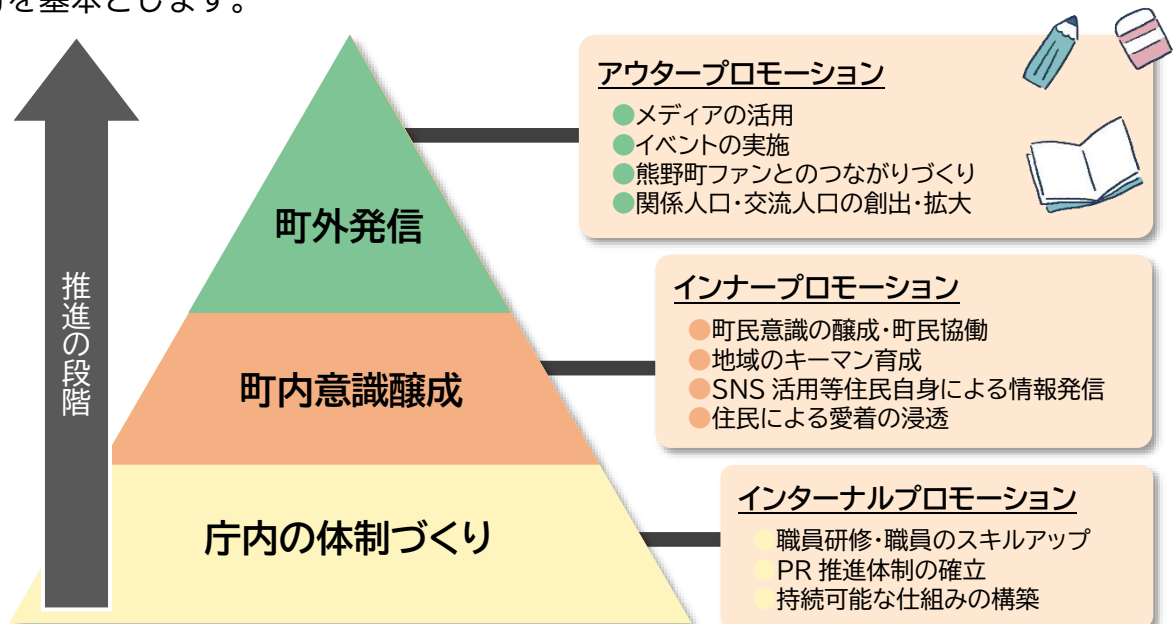 を基本とします。
推進の段階
町外発信
町内意識醸成
庁内の体制づくり
アウタープロモーション
●メディアの活用
●イベントの実施
●熊野町ファンとのつながりづくり
●関係人口・交流人口の創出・拡大
インナープロモーション
●町民意識の醸成・町民協働
●地域のキーマン育成
●SNS 活用等住民自身による情報発信
●住民による愛着の浸透
インターナルプロモーション
●職員研修・職員のスキルアップ
●PR 推進体制の確立
●持続可能な仕組みの構築